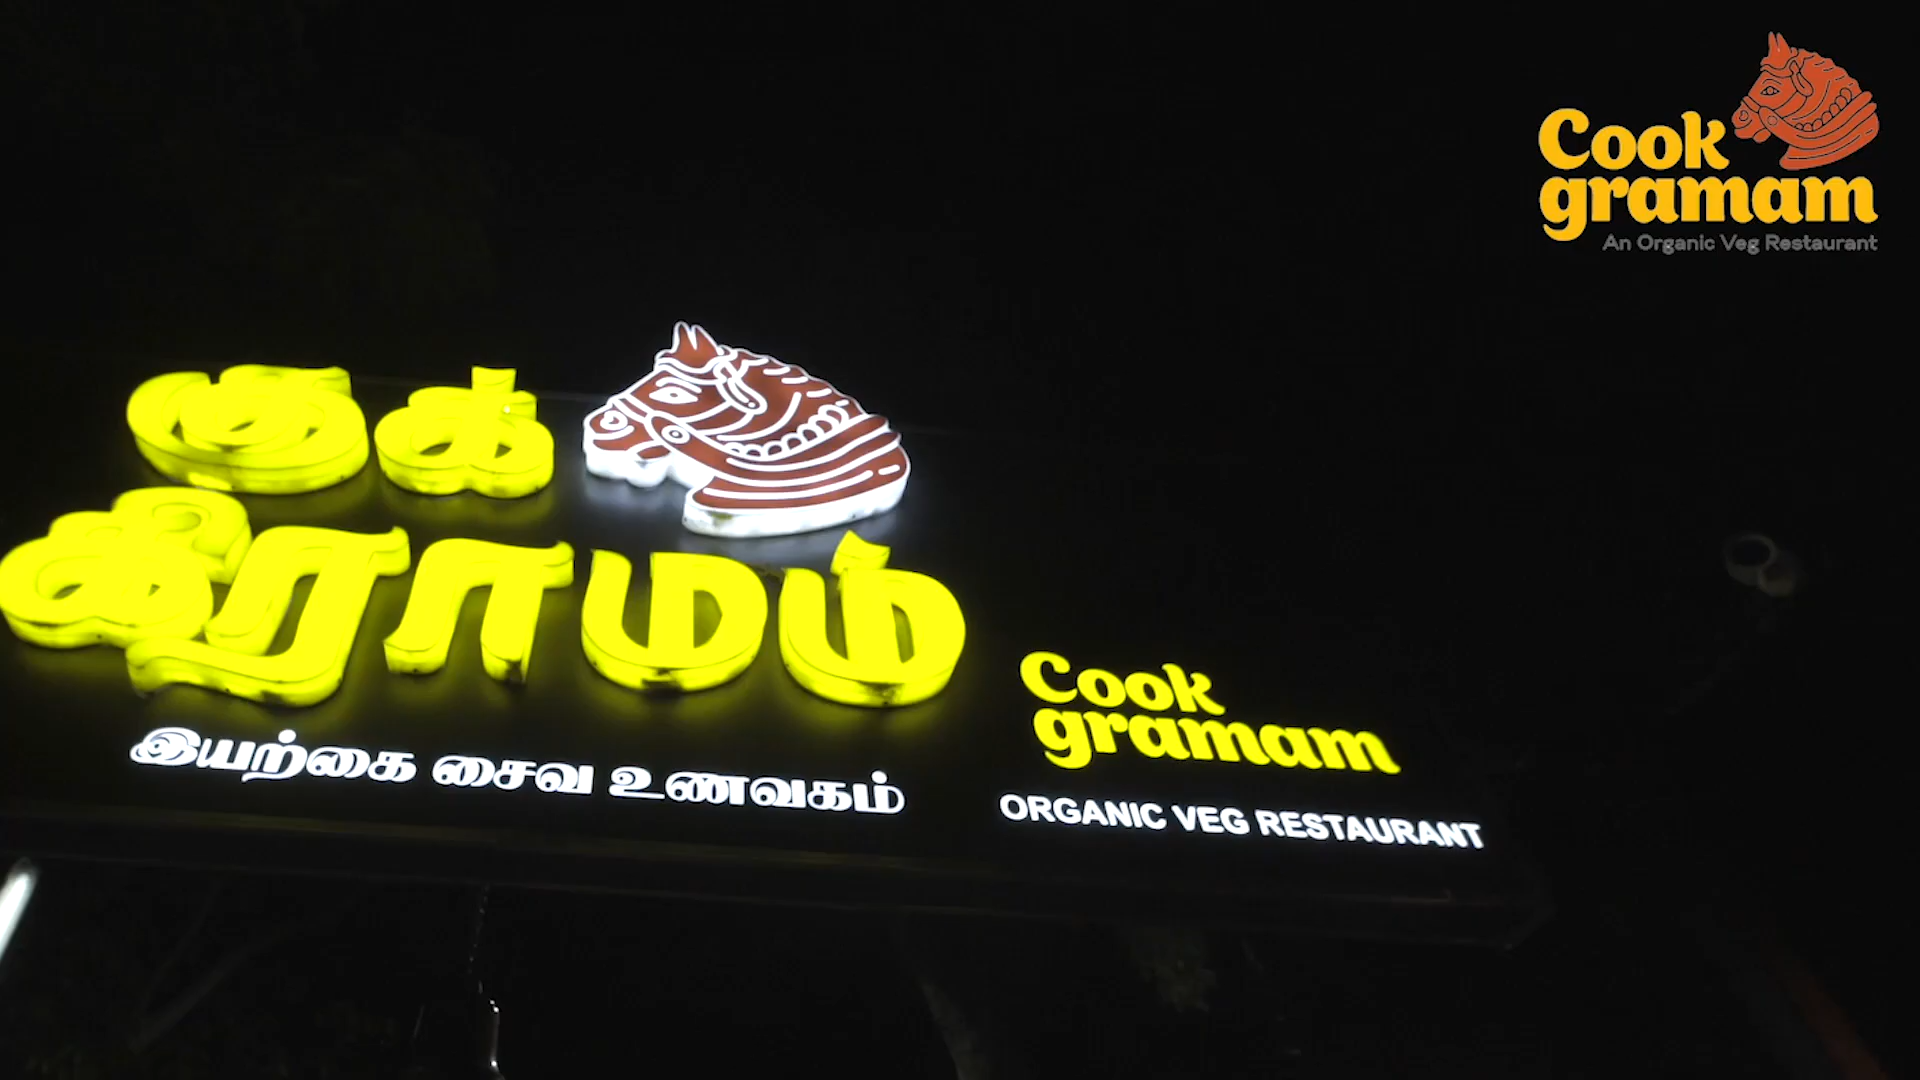 Cook
gramam
An Organic Veg Restaurant
குக்
கிராமம்
இயற்கை சைவ உணவகம்
Cook
gramam
ORGANIC VEG RESTAURANT